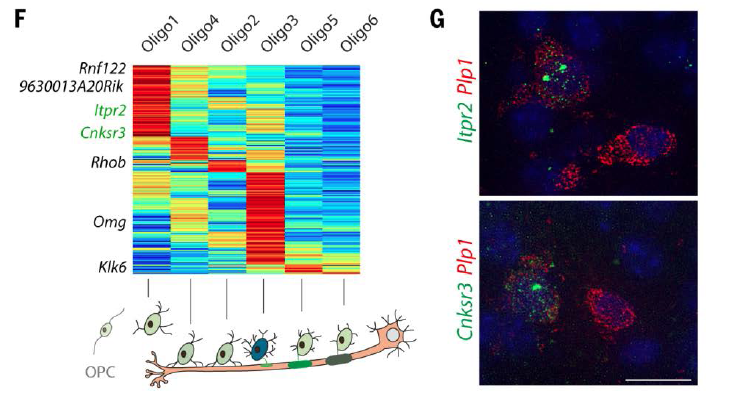 F
Oligo1
Oligo4
Oligo2
Oligo3
Oligo5
Oligo6
Rnf122
9630013A20Rik
Itpr2
Cnksr3
Rhob
Omg
Klk6
OPC
G
Itpr2 Plp1
Cnksr3 Plp1